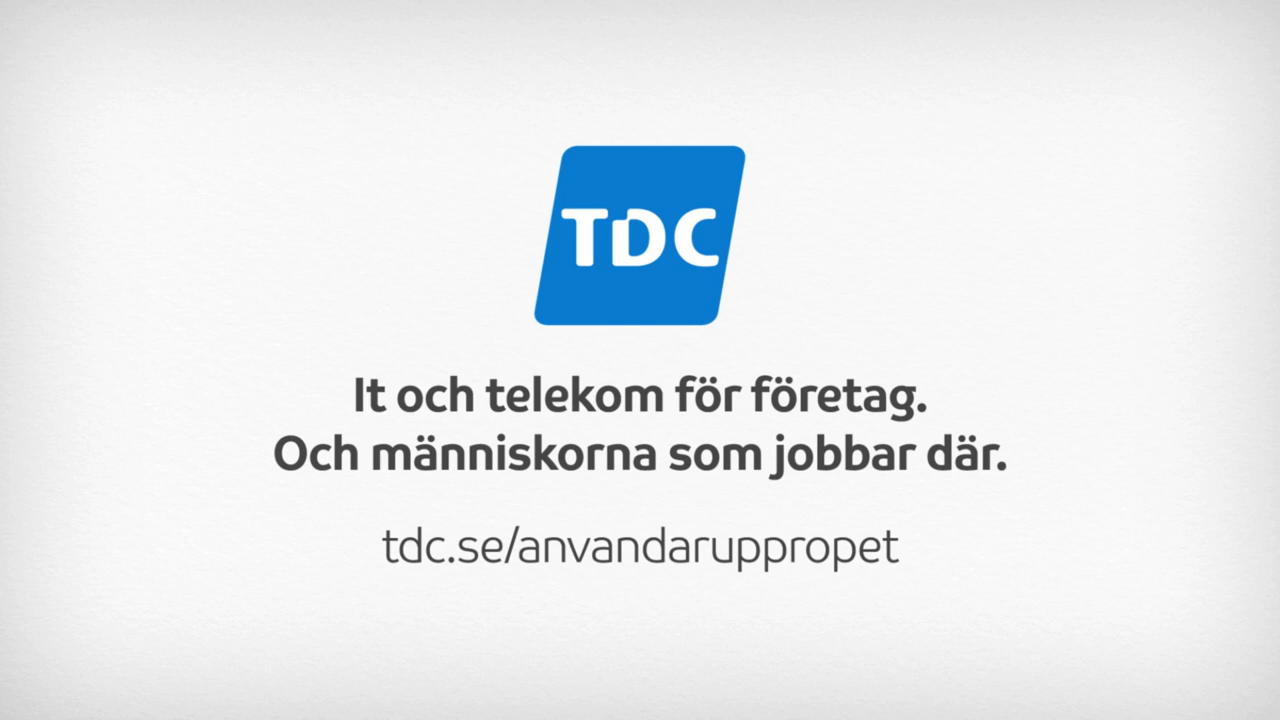 TDC
It och telekom för företag.
Och människorna som jobbar där.
tdc.se/anvandaruppropet